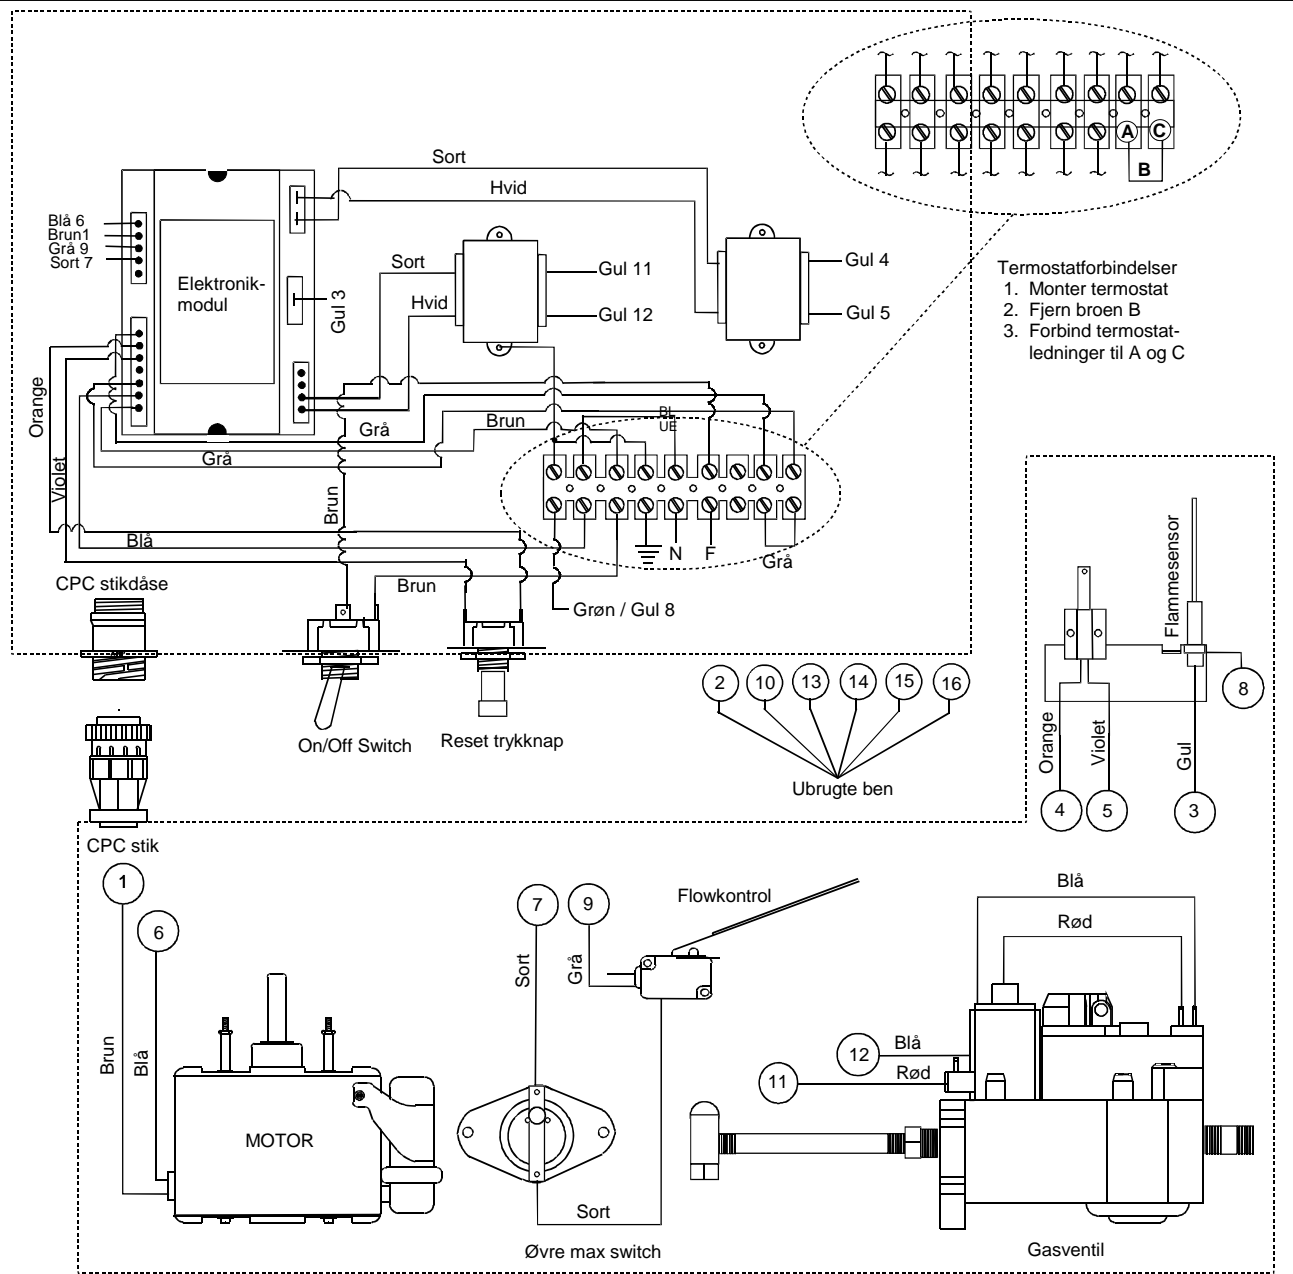 A
C
B
Sort
Hvid
Blå 6
Brun1
Grå 9
Sort 7
Elektronik-
modul
Gul 3
Sort
Hvid
Gul 11
Gul 12
Gul 4
Gul 5
Termostatforbindelser
1. Monter termostat
2. Fjern broen B
3. Forbind termostat-
ledninger til A og C
Orange
Violet
Grå
Grå
Brun
BL
UE
Brun
Blå
N
F
Grå
Brun
Grøn / Gul 8
CPC stikdåse
On/Off Switch
Reset trykknap
2
10
13
14
15
16
Ubrugte ben
Flammesensor
8
Orange
Violet
Gul
4
5
3
CPC stik
1
6
Brun
Blå
MOTOR
7
9
Sort
Grå
Flowkontrol
Sort
Øvre max switch
Blå
Rød
12
Blå
11
Rød
Gasventil